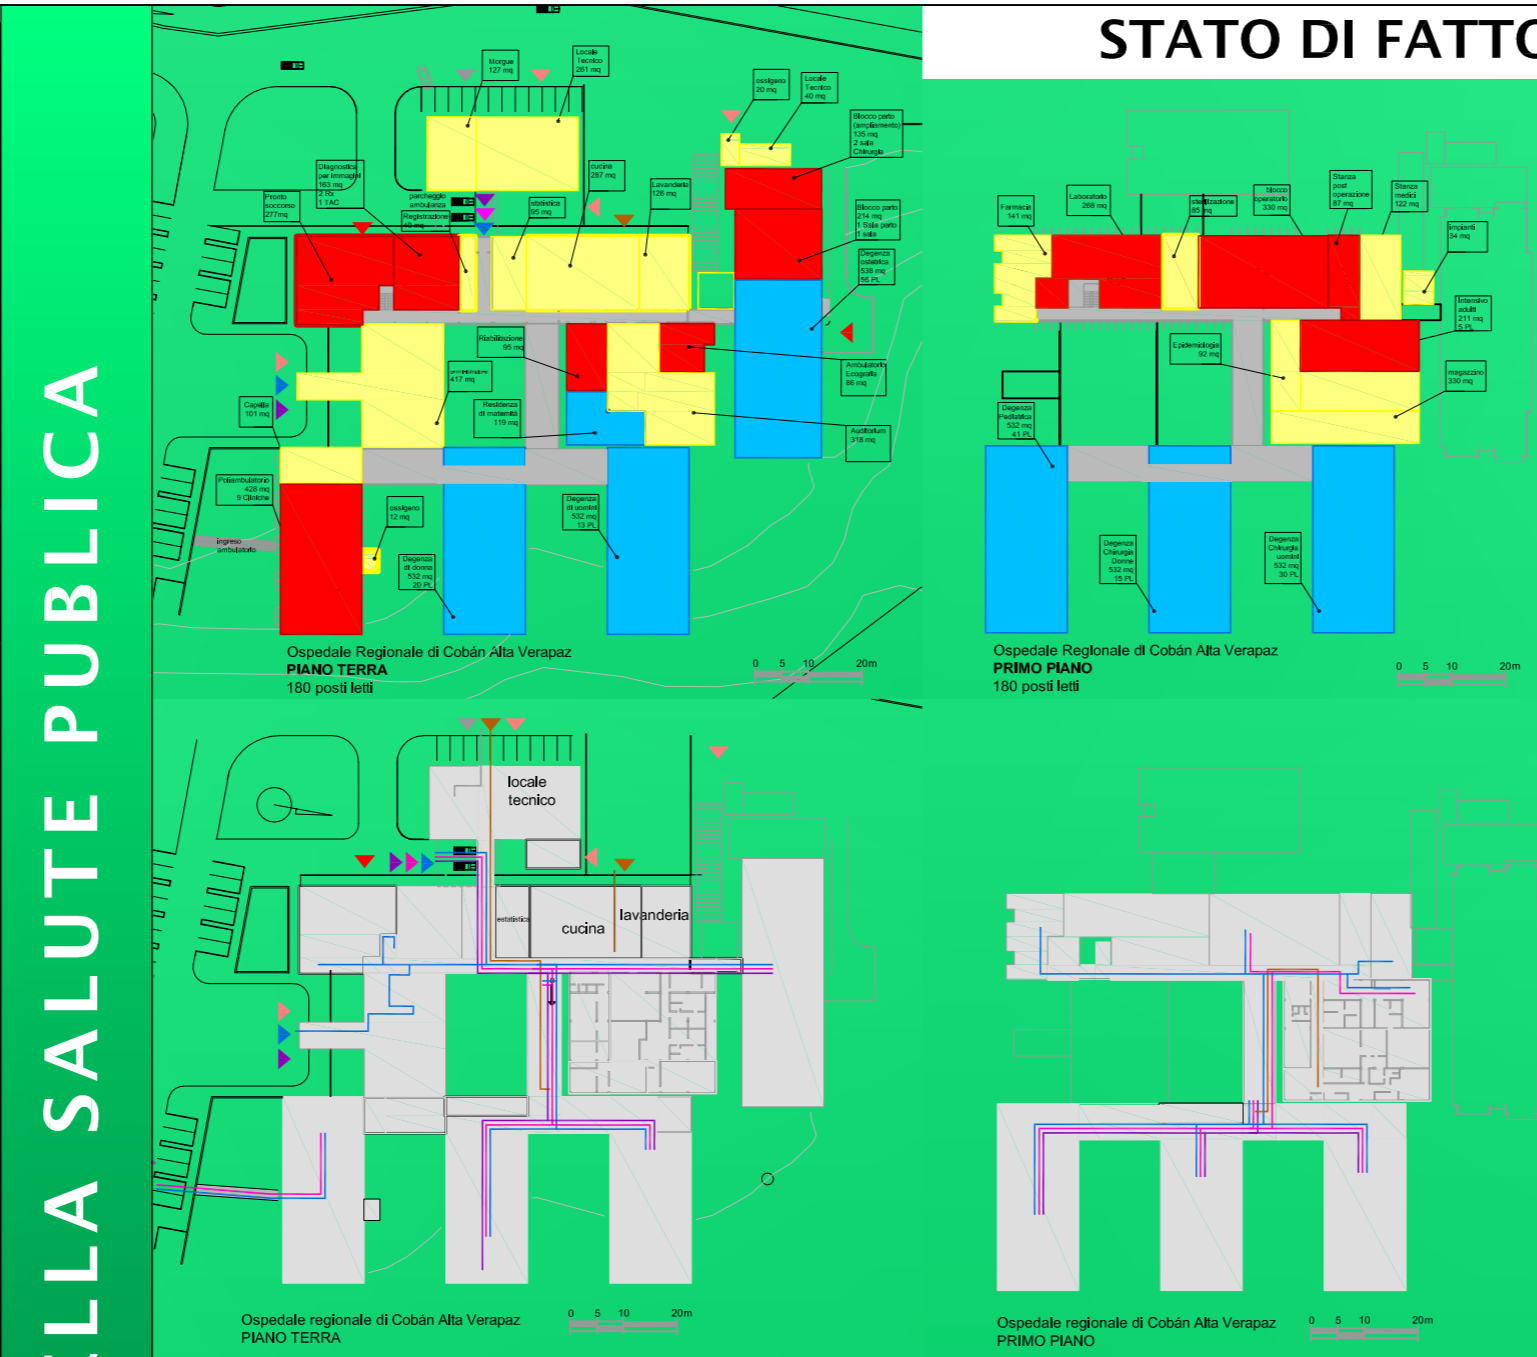 STATO DI FATTO
LLA SALUTE PUBLICA
Morgue
127 mq
Locale
Tecnico
261 mq
ossigeno
20 mq
Locale
Tecnico
40 mq
Blocco parto
(ampliamento)
135 mq
2 sala
Chirurgia
Diagnostica
per immagini
163 mq
2 Rx
1 TAC
Pronto
soccorso
277mq
parcheggio
ambulanza
Registrazione
statistica
95 mq
cucina
287 mq
Lavanderia
128 mq
Blocco parto
214 mq
1 Sala parto
1 sala
Degenza
ostetrica
538 mq
56 PL
Riabilitazione
95 mq
417 mq
Residenza
di maternità
119 mq
Ambulatorio
Ecografia
86 mq
Auditorium
318 mq
Capella
101 mq
Poliambulatorio
428 mq
9 Cliniche
ingreso
ambulatorio
ossigeno
12 mq
Degenza
di donna
532 mq
20 PL
Degenza
di uomini
532 mq
13 PL
Ospedale Regionale di Cobán Alta Verapaz
PIANO TERRA
180 posti letti
0 5 10 20m
Farmacia
141 mq
Laboratorio
268 mq
sterilizzazione
85 mq
blocco
operatorio
330 mq
Stanza
post
operazione
87 mq
Stanza
medici
122 mq
impianti
34 mq
Intensivo
adulti
211 mq
5 PL
Epidemiologia
92 mq
magazzino
330 mq
Degenza
Pediatrica
532 mq
41 PL
Degenza
Chirurgia
Donne
532 mq
15 PL
Degenza
Chirurgia
uomini
532 mq
30 PL
Ospedale Regionale di Cobán Alta Verapaz
PRIMO PIANO
180 posti letti
0 5 10 20m
locale
tecnico
estatistica
cucina
lavanderia
Ospedale regionale di Cobán Alta Verapaz
PIANO TERRA
0 5 10 20m
Ospedale regionale di Cobán Alta Verapaz
PRIMO PIANO
0 5 10 20m